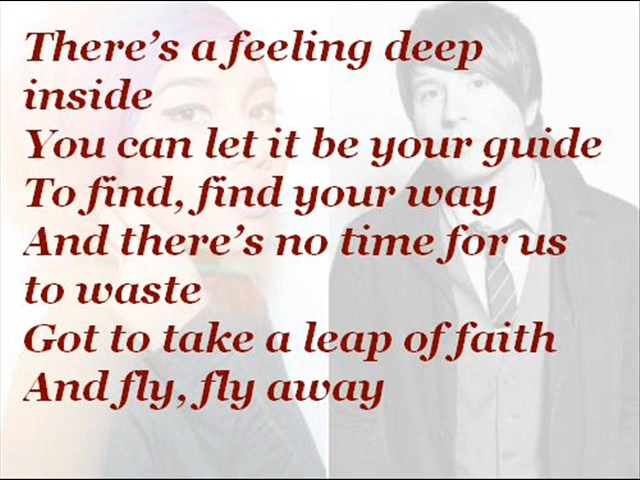 There's a feeling deep
inside
You can let it be your guide
To find, find your way
And there's no time for us
to waste
Got to take a leap of faith
And fly, fly away